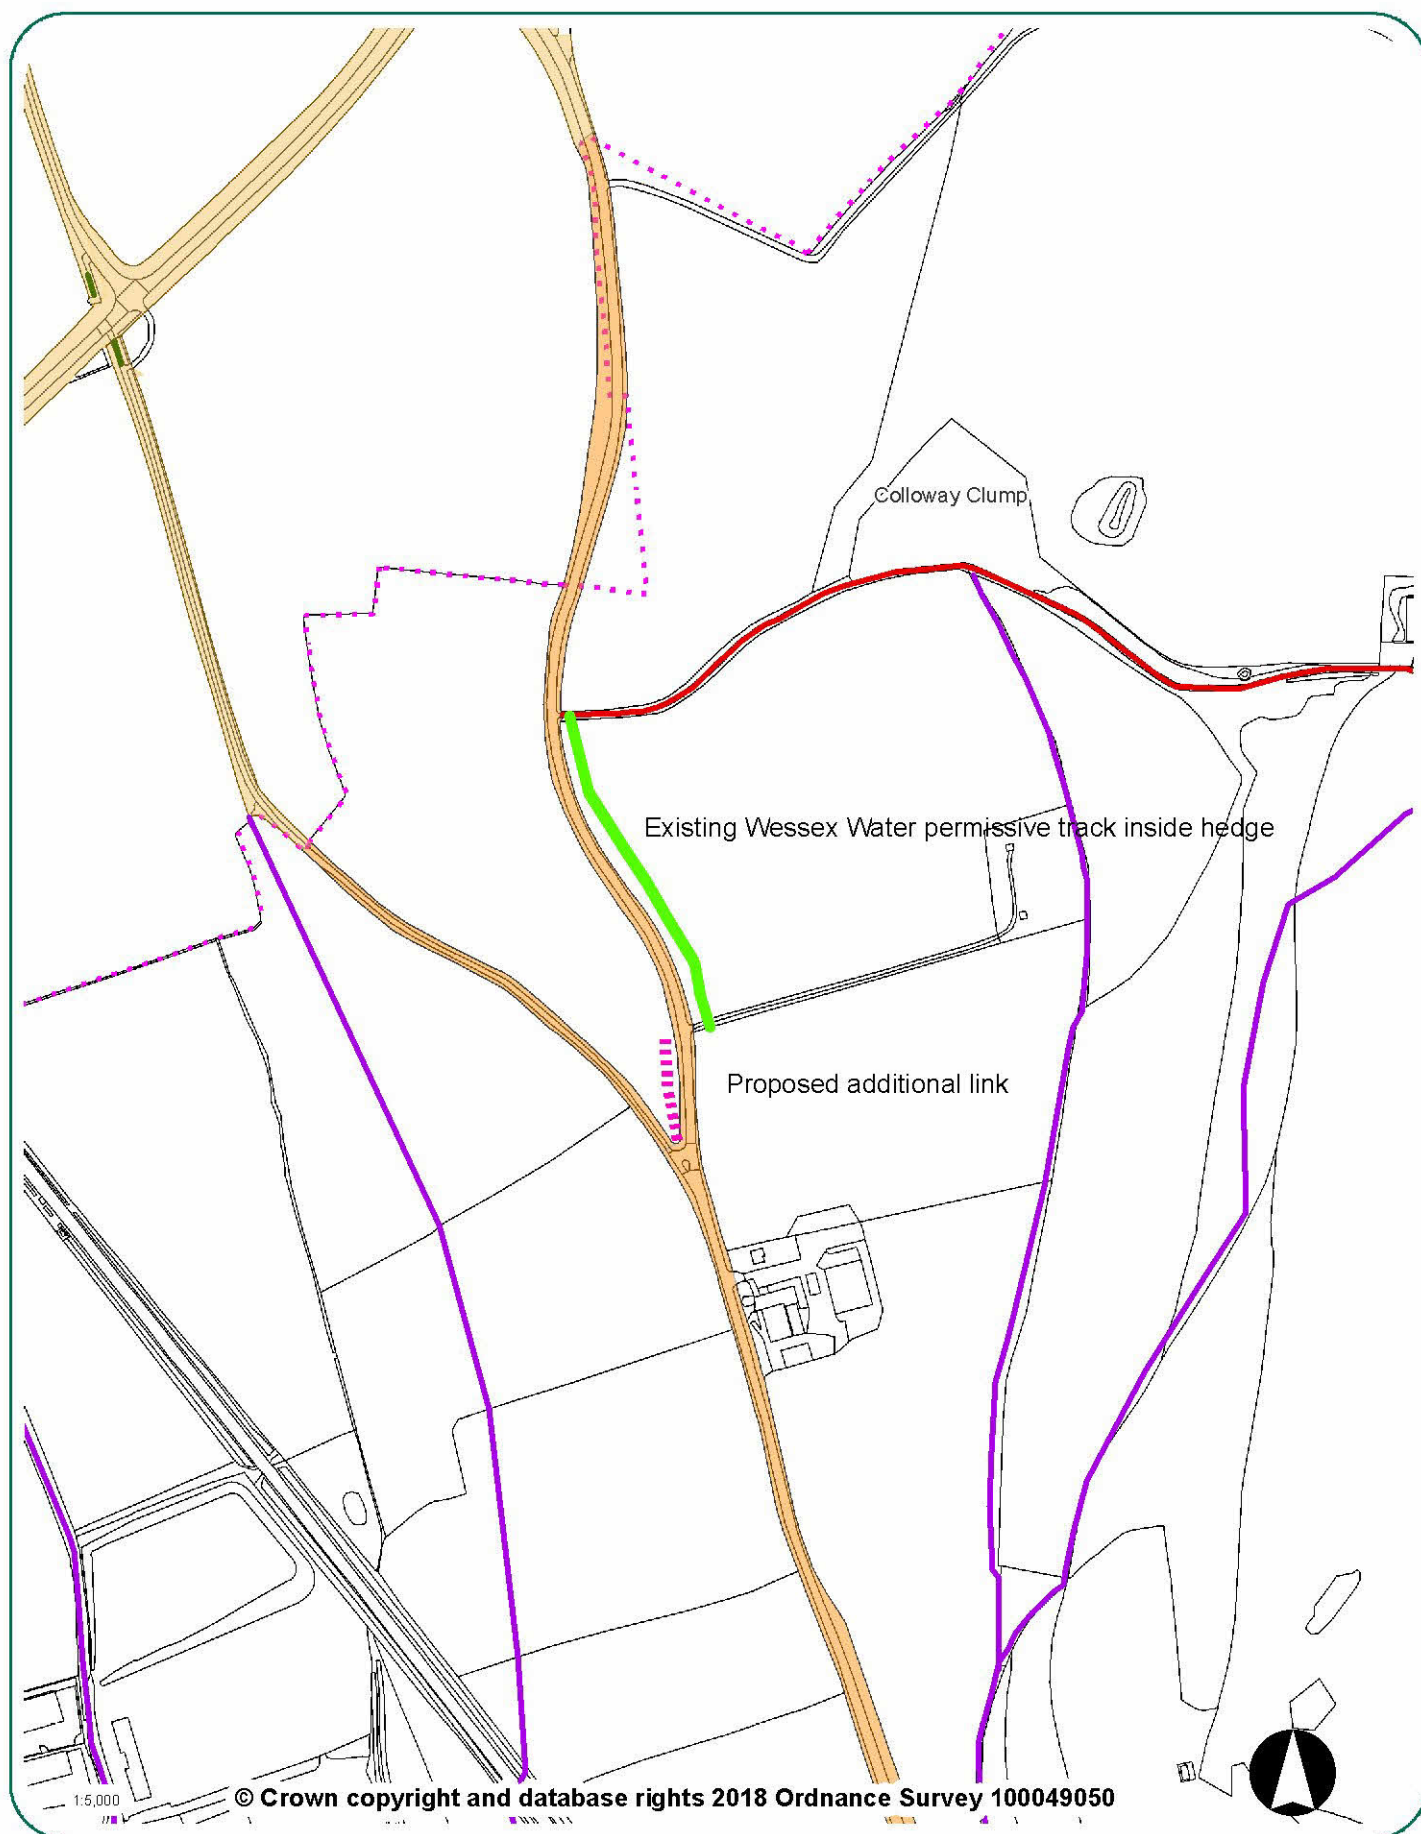 Colloway Clump
Existing Wessex Water permissive track inside hedge
Proposed additional link
1:5,000
© Crown copyright and database rights 2018 Ordnance Survey 100049050